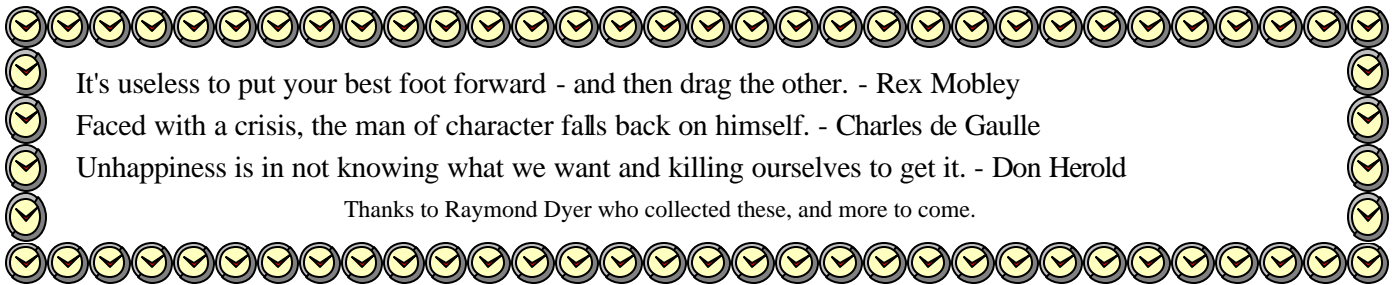 It's useless to put your best foot forward - and then drag the other. - Rex Mobley
Faced with a crisis, the man of character falls back on himself. - Charles de Gaulle
Unhappiness is in not knowing what we want and killing ourselves to get it. - Don Herold
Thanks to Raymond Dyer who collected these, and more to come.